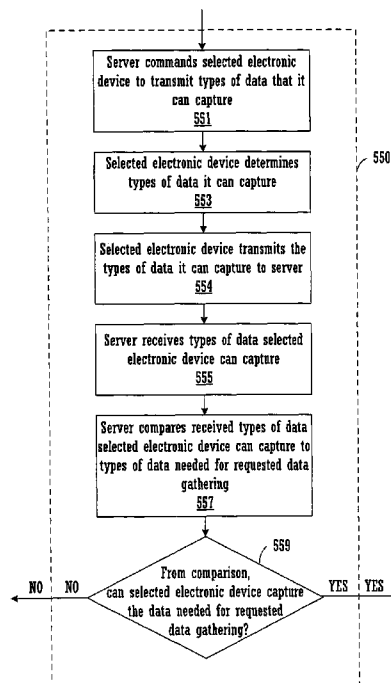 Server commands selected electronic
device to transmit types of data that it
can capture
551
Selected electronic device determines
types of data it can capture
553
550
Selected electronic device transmits the
types of data it can capture to server
554
Server receives types of data selected
electronic device can capture
555
Server compares received types of data
selected electronic device can capture to
types of data needed for requested data
gathering
557
559
From comparison,
can selected electronic device capture
the data needed for requested
data gathering?
NO NO YES YES